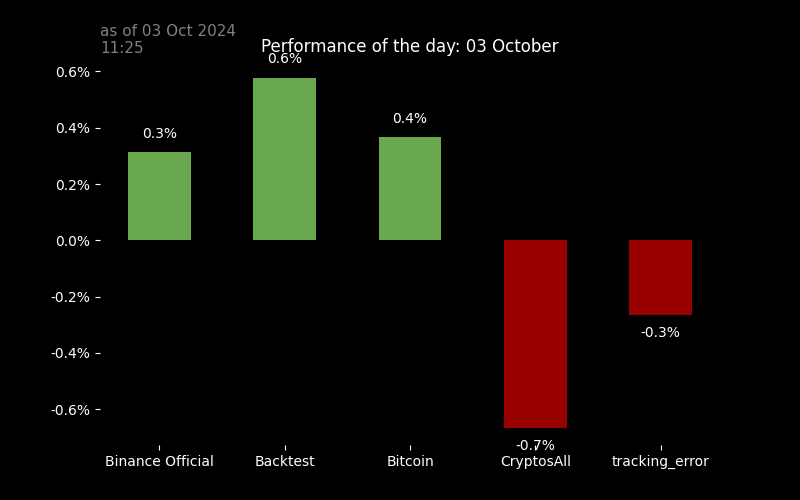 as of 03 Oct 2024
11:25
Performance of the day: 03 October
0.6%
0.4%
0.2%
0.0%
-0.2%
-0.4%
-0.6%
0.3%
0.6%
0.4%
-0.7%
-0.3%
Binance Official
Backtest
Bitcoin
CryptosAll
tracking_error